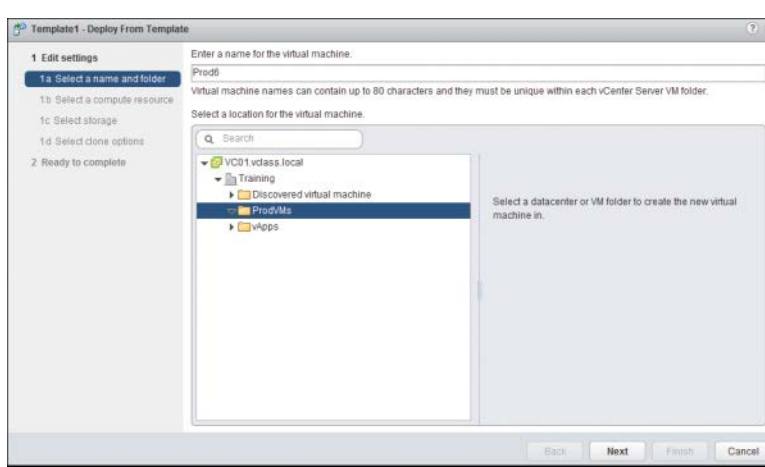 Template1 - Deploy From Template
?
1 Edit settings
1a Select a name and folder
1b Select a compute resource
1c Select storage
1d Select clone options
2 Ready to complete
Enter a name for the virtual machine.
Prod6
Virtual machine names can contain up to 80 characters and they must be unique within each vCenter Server VM folder.
Select a location for the virtual machine.
Search
VC01.vclass.local
Training
Discovered virtual machine
ProdVMs
vApps
Select a datacenter or VM folder to create the new virtual
machine in.
Back Next Finish Cancel